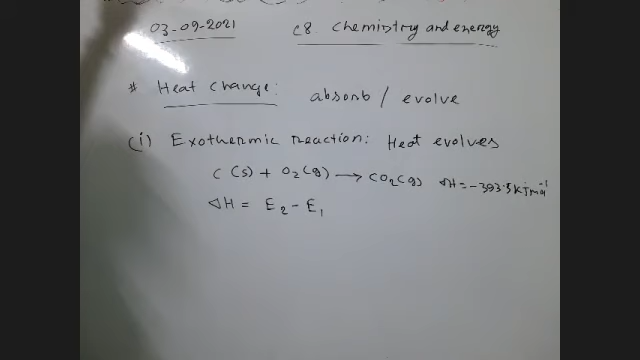 03-09-2021 C8. Chemistry and energy
# Heat change: absorb / evolve
(i) Exothermic reaction: Heat evolves
C(s) + O₂(g) → CO₂(g) ΔH = -393.5 kJmol⁻¹
ΔH = E₂ - E₁